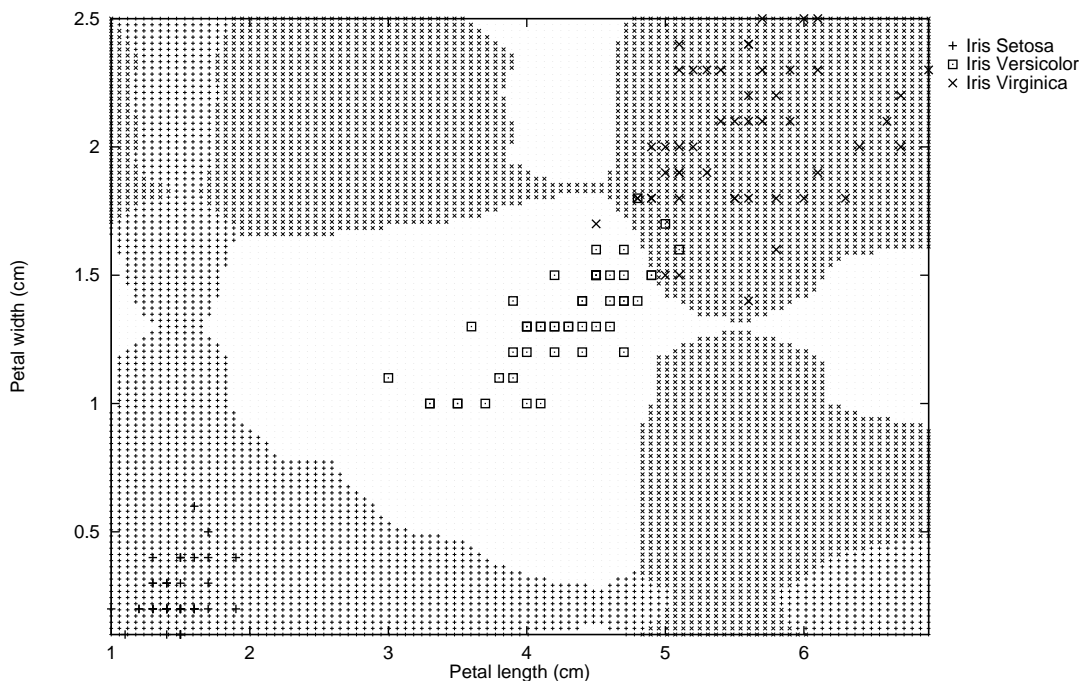 2.5
2
1.5
1
0.5
1 2 3 4 5 6
Petal length (cm)
Petal width (cm)
Iris Setosa
Iris Versicolor
Iris Virginica